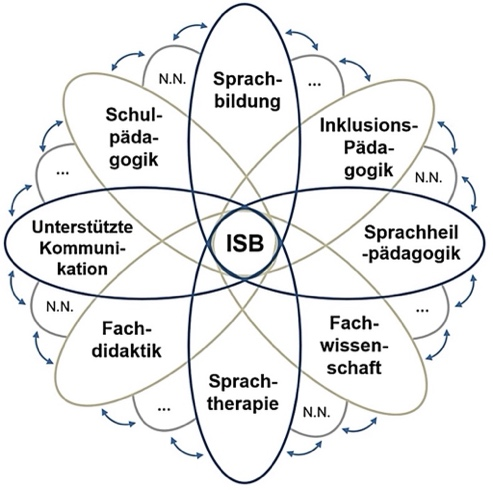 N.N.
Sprach-
bildung
...
Schul-
päda-
gogik
Inklusions-
Päda-
gogik
...
N.N.
Unterstützte
Kommuni-
kation
ISB
Sprachheil
-pädagogik
N.N.
...
Fach-
didaktik
Fach-
wissen-
schaft
Sprach-
therapie
...
N.N.